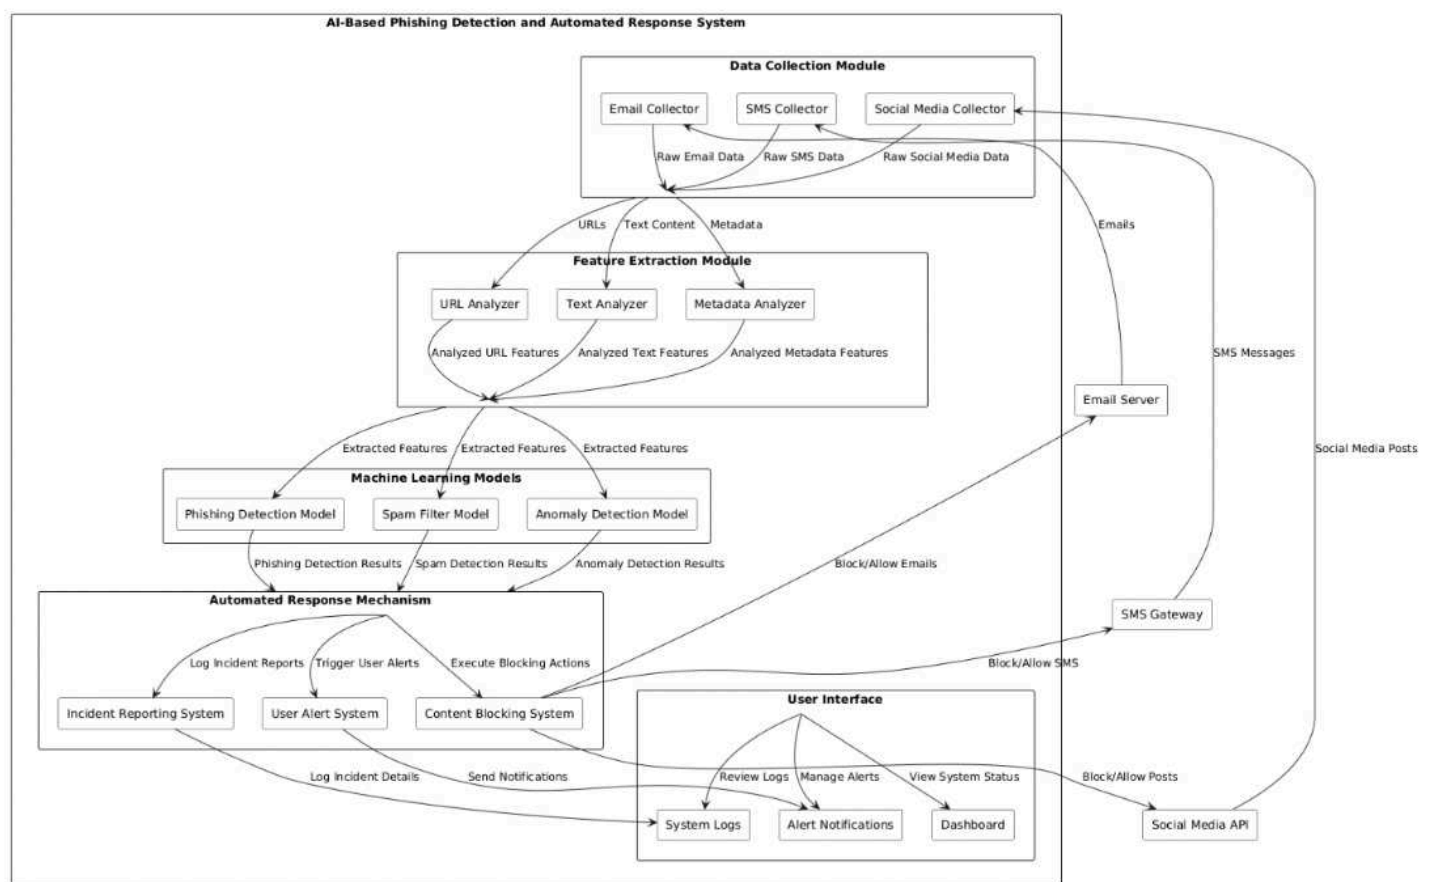 AI-Based Phishing Detection and Automated Response System
Data Collection Module
Email Collector
SMS Collector
Social Media Collector
Raw Email Data
Raw SMS Data
Raw Social Media Data
URLs
Text Content
Metadata
Emails
Feature Extraction Module
URL Analyzer
Text Analyzer
Metadata Analyzer
Analyzed URL Features
Analyzed Text Features
Analyzed Metadata Features
SMS Messages
Email Server
Extracted Features
Extracted Features
Extracted Features
Social Media Posts
Machine Learning Models
Phishing Detection Model
Spam Filter Model
Anomaly Detection Model
Phishing Detection Results
Spam Detection Results
Anomaly Detection Results
Block/Allow Emails
Automated Response Mechanism
SMS Gateway
Log Incident Reports
Trigger User Alerts
Execute Blocking Actions
Block/Allow SMS
Incident Reporting System
User Alert System
Content Blocking System
User Interface
Log Incident Details
Send Notifications
Review Logs
Manage Alerts
View System Status
Block/Allow Posts
System Logs
Alert Notifications
Dashboard
Social Media API